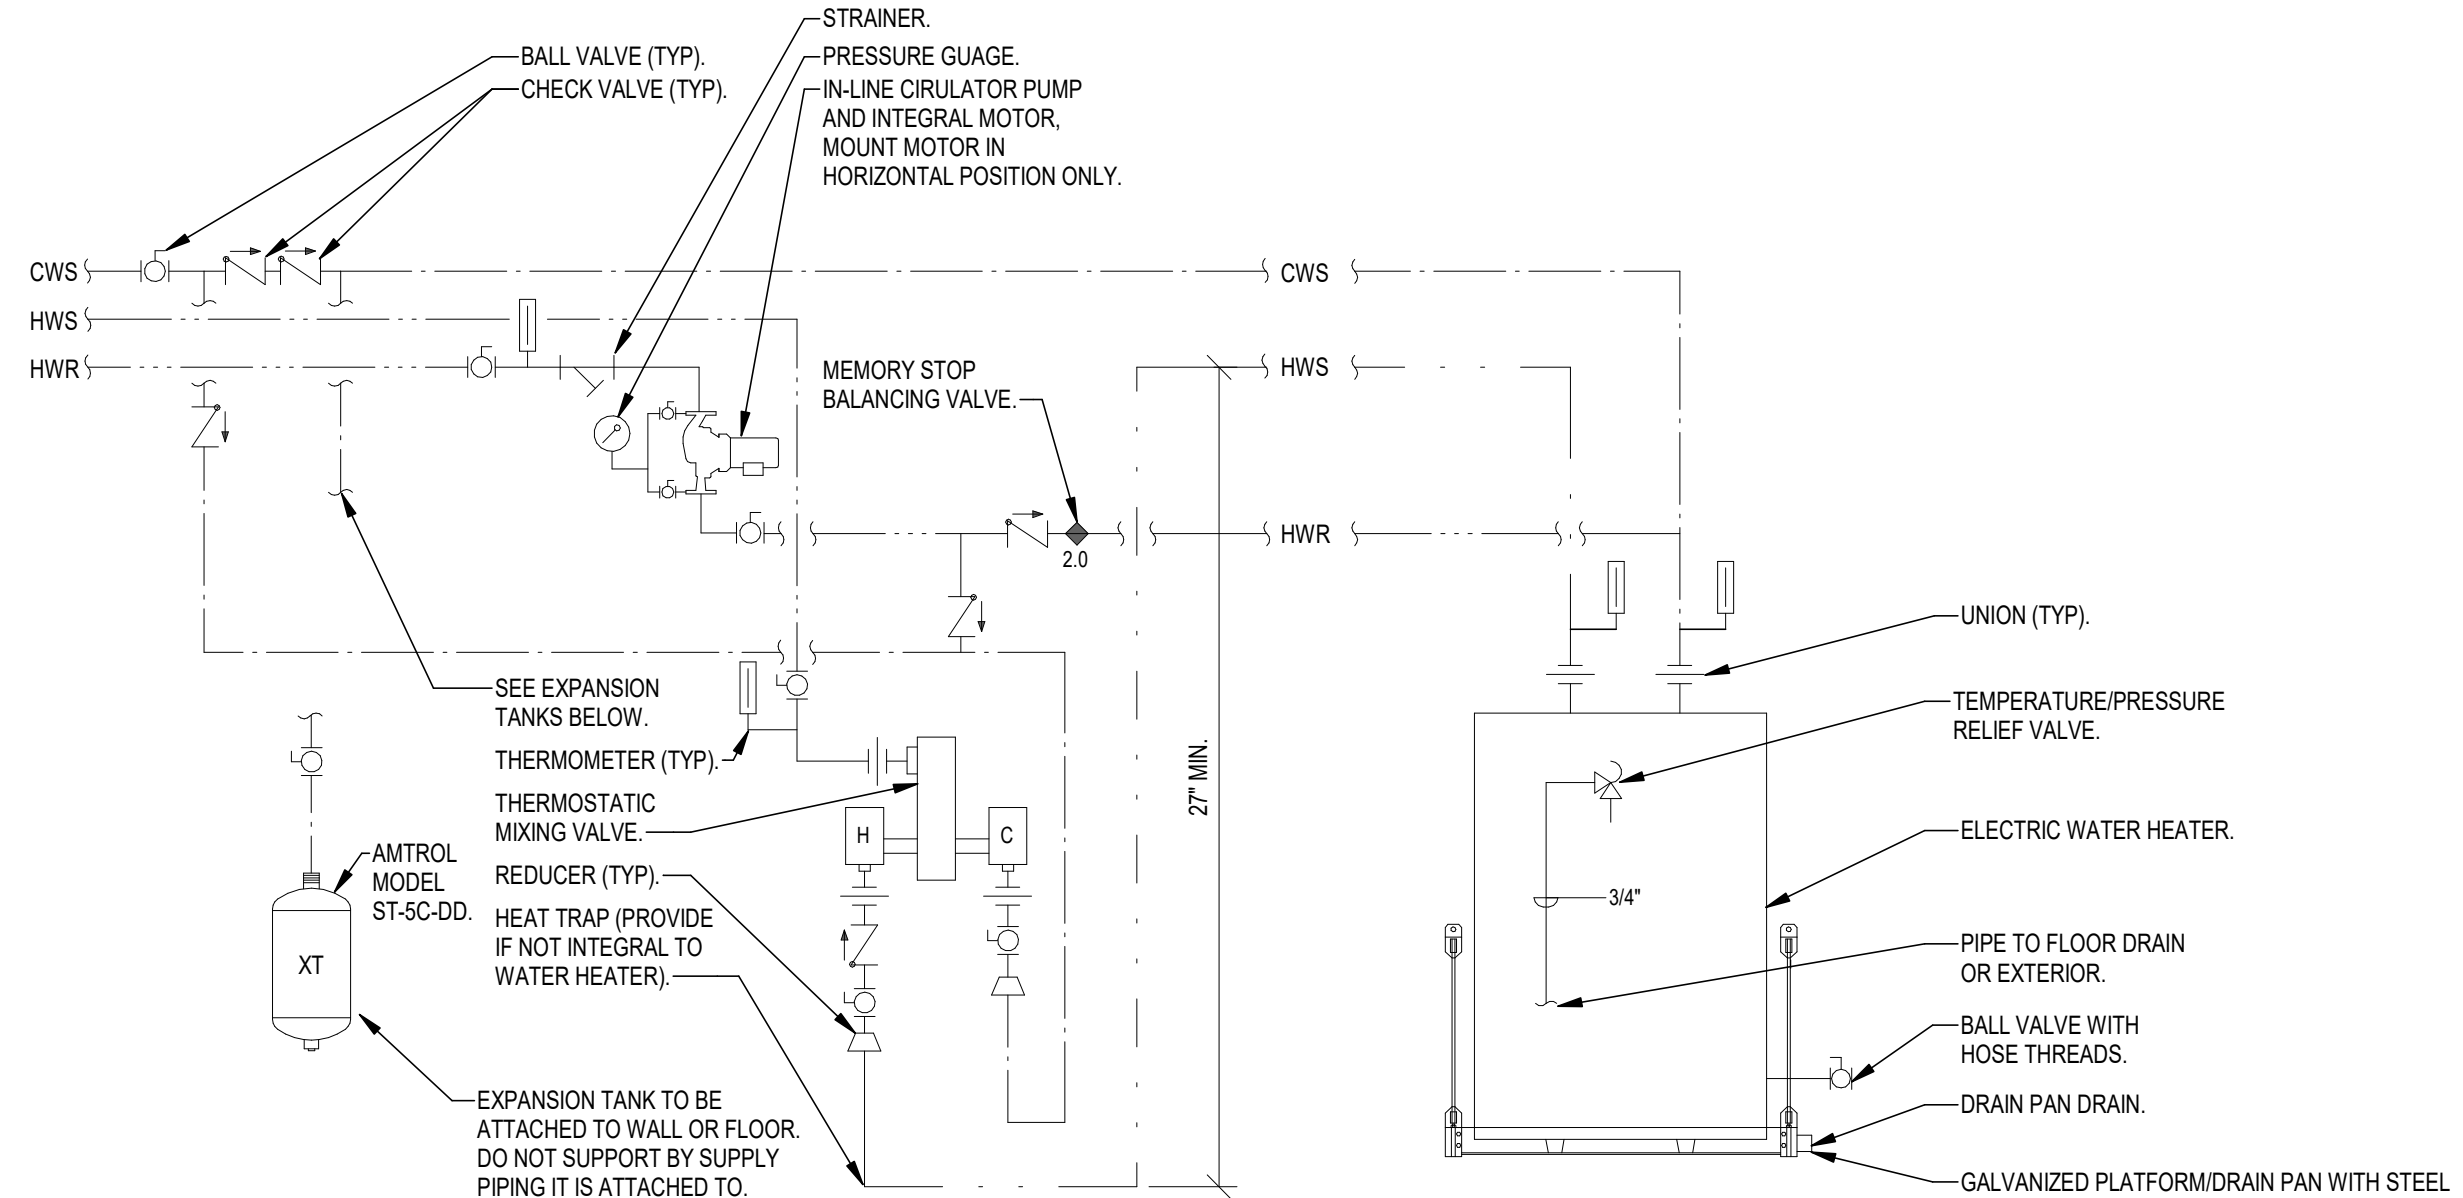 STRAINER.
BALL VALVE (TYP).
PRESSURE GUAGE.
CHECK VALVE (TYP).
IN-LINE CIRULATOR PUMP
AND INTEGRAL MOTOR,
MOUNT MOTOR IN
HORIZONTAL POSITION ONLY.
CWS
CWS
HWS
HWR
MEMORY STOP
BALANCING VALVE.
HWS
HWR
2.0
UNION (TYP).
SEE EXPANSION
TANKS BELOW.
TEMPERATURE/PRESSURE
RELIEF VALVE.
THERMOMETER (TYP).
27" MIN.
THERMOSTATIC
MIXING VALVE.
H
C
ELECTRIC WATER HEATER.
AMTROL
MODEL
ST-5C-DD.
REDUCER (TYP).
3/4"
HEAT TRAP (PROVIDE
IF NOT INTEGRAL TO
WATER HEATER).
XT
PIPE TO FLOOR DRAIN
OR EXTERIOR.
BALL VALVE WITH
HOSE THREADS.
EXPANSION TANK TO BE
ATTACHED TO WALL OR FLOOR.
DO NOT SUPPORT BY SUPPLY
PIPING IT IS ATTACHED TO.
DRAIN PAN DRAIN.
GALVANIZED PLATFORM/DRAIN PAN WITH STEEL